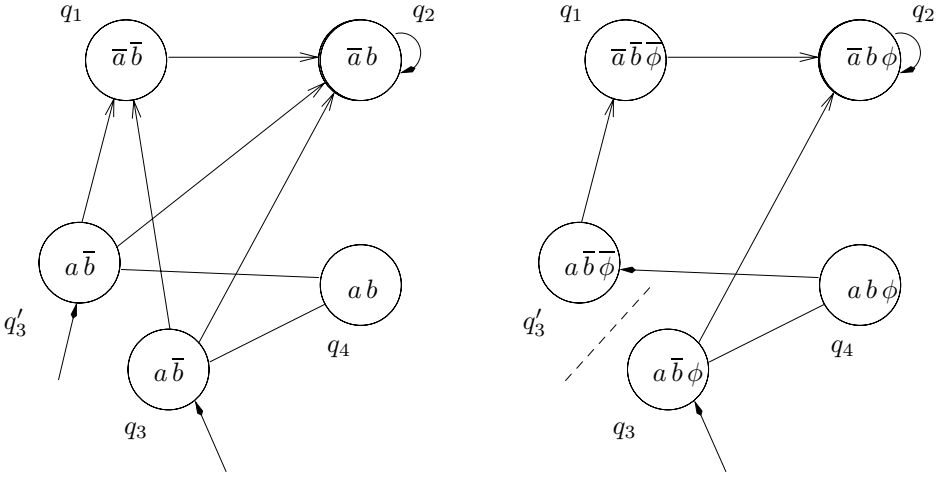 q₁ q₂ q₁ q₂
a̅ b̅ a̅ b a̅ b̅ ϕ̅ a̅ b ϕ
a b̅ a b̅ ϕ̅
a b a b ϕ
q′₃ q′₃
q₄ q₄
a b̅ a b̅ ϕ
q₃ q₃